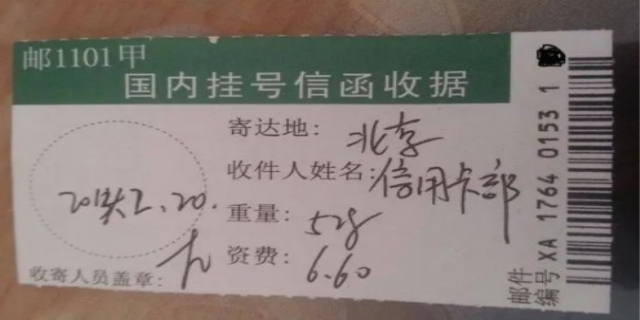 邮1101甲
国内挂号信函收据
寄达地：北京
收件人姓名：信用卡部
重量：52g
资费：6.60
收寄人员盖章：
邮件编号 XA 1764 0153 1